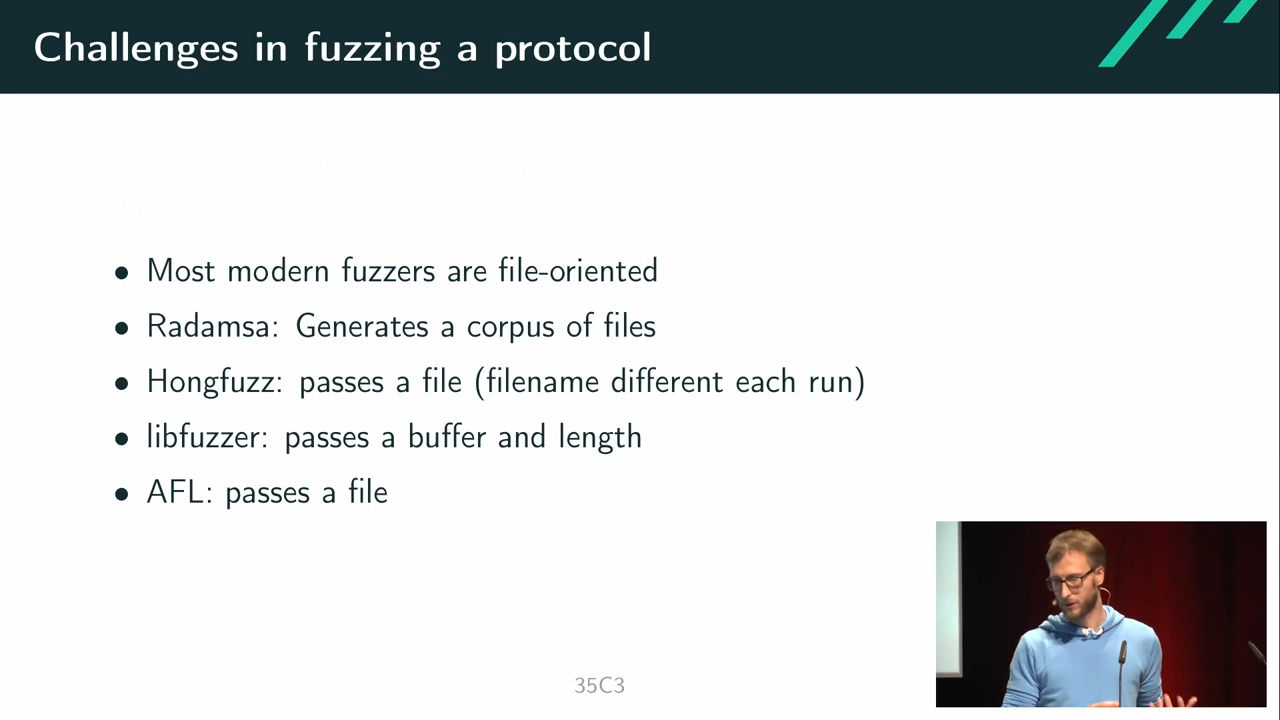 Challenges in fuzzing a protocol
• Most modern fuzzers are file-oriented
• Radamsa: Generates a corpus of files
• Hongfuzz: passes a file (filename different each run)
• libfuzzer: passes a buffer and length
• AFL: passes a file
35C3